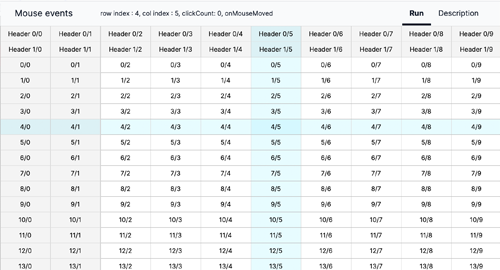 Mouse events row index : 4, col index : 5, clickCount: 0, onMouseMoved Run Description
Header 0/0 Header 0/1 Header 0/2 Header 0/3 Header 0/4 Header 0/5 Header 0/6 Header 0/7 Header 0/8 Header 0/9
Header 1/0 Header 1/1 Header 1/2 Header 1/3 Header 1/4 Header 1/5 Header 1/6 Header 1/7 Header 1/8 Header 1/9
0/0 0/1 0/2 0/3 0/4 0/5 0/6 0/7 0/8 0/9
1/0 1/1 1/2 1/3 1/4 1/5 1/6 1/7 1/8 1/9
2/0 2/1 2/2 2/3 2/4 2/5 2/6 2/7 2/8 2/9
3/0 3/1 3/2 3/3 3/4 3/5 3/6 3/7 3/8 3/9
4/0 4/1 4/2 4/3 4/4 4/5 4/6 4/7 4/8 4/9
5/0 5/1 5/2 5/3 5/4 5/5 5/6 5/7 5/8 5/9
6/0 6/1 6/2 6/3 6/4 6/5 6/6 6/7 6/8 6/9
7/0 7/1 7/2 7/3 7/4 7/5 7/6 7/7 7/8 7/9
8/0 8/1 8/2 8/3 8/4 8/5 8/6 8/7 8/8 8/9
9/0 9/1 9/2 9/3 9/4 9/5 9/6 9/7 9/8 9/9
10/0 10/1 10/2 10/3 10/4 10/5 10/6 10/7 10/8 10/9
11/0 11/1 11/2 11/3 11/4 11/5 11/6 11/7 11/8 11/9
12/0 12/1 12/2 12/3 12/4 12/5 12/6 12/7 12/8 12/9
13/0 13/1 13/2 13/3 13/4 13/5 13/6 13/7 13/8 13/9